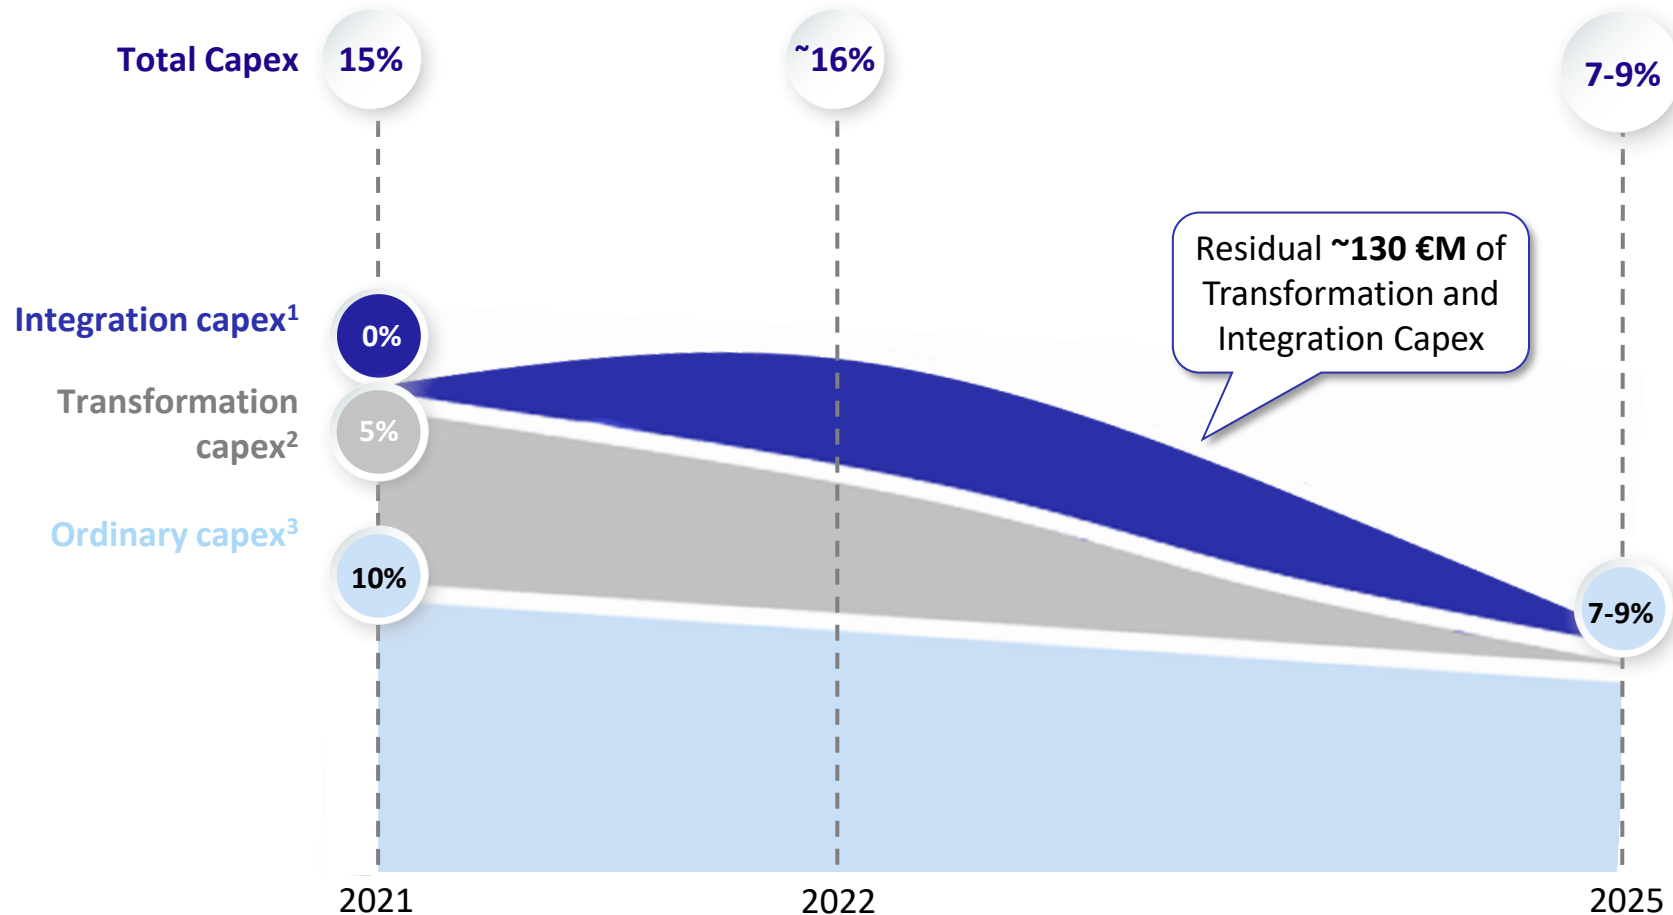 Total Capex
15%
~16%
7-9%
Residual ~130 €M of
Transformation and
Integration Capex
Integration capex1
0%
Transformation
capex2
5%
Ordinary capex3
10%
7-9%
2021
2022
2025